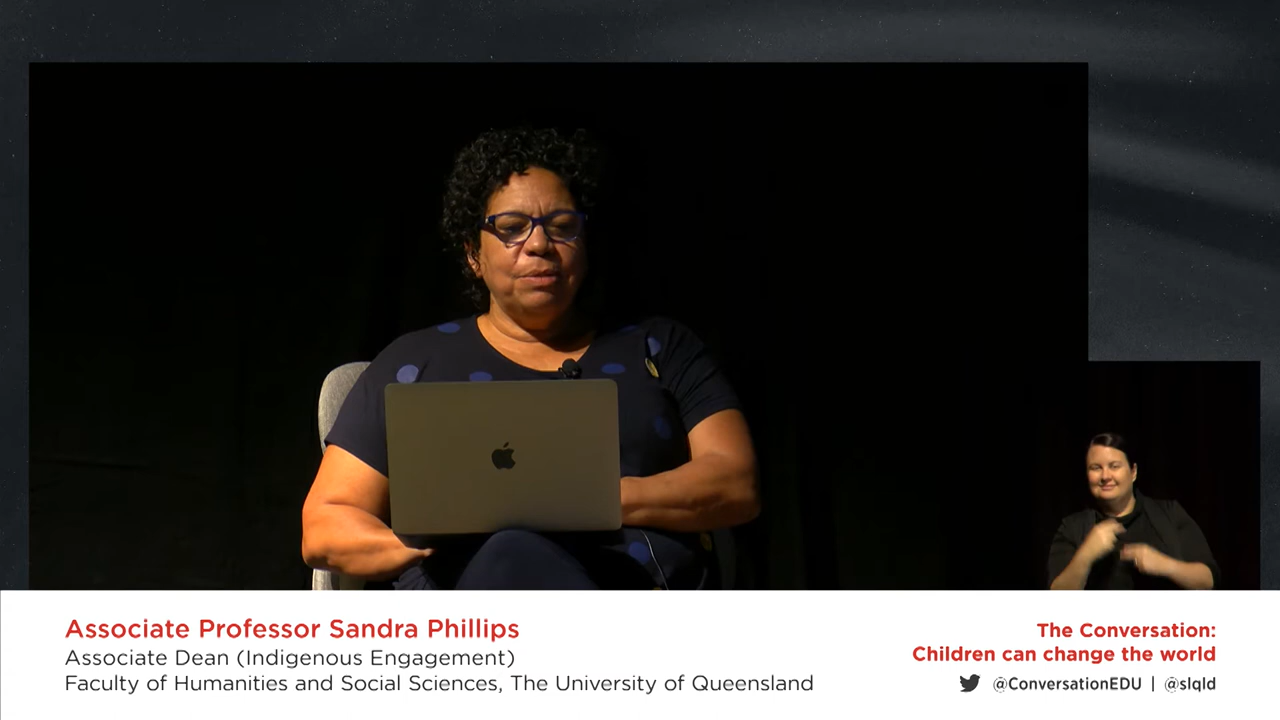 Associate Professor Sandra Phillips
Associate Dean (Indigenous Engagement)
Faculty of Humanities and Social Sciences, The University of Queensland
The Conversation:
Children can change the world
@ConversationEDU | @slqld